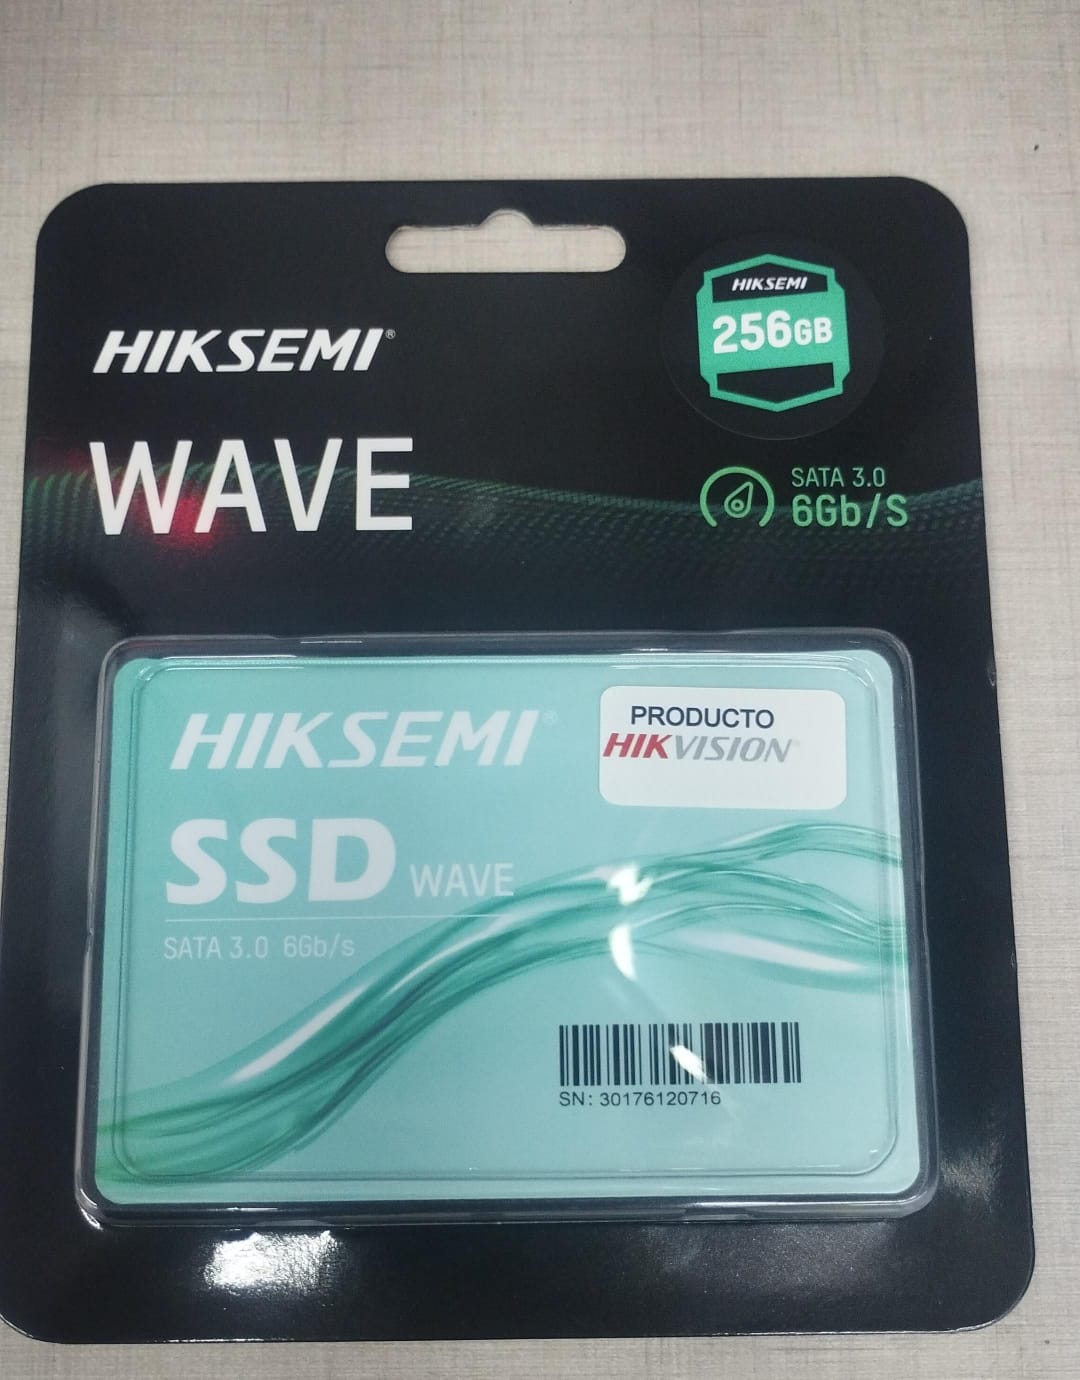 HIKSEMI®
WAVE
HIKSEMI
256GB
SATA 3.0
6Gb/S
HIKSEMI®
SSD WAVE
SATA 3.0 6Gb/s
PRODUCTO
HIKVISION®
SN: 30176120716